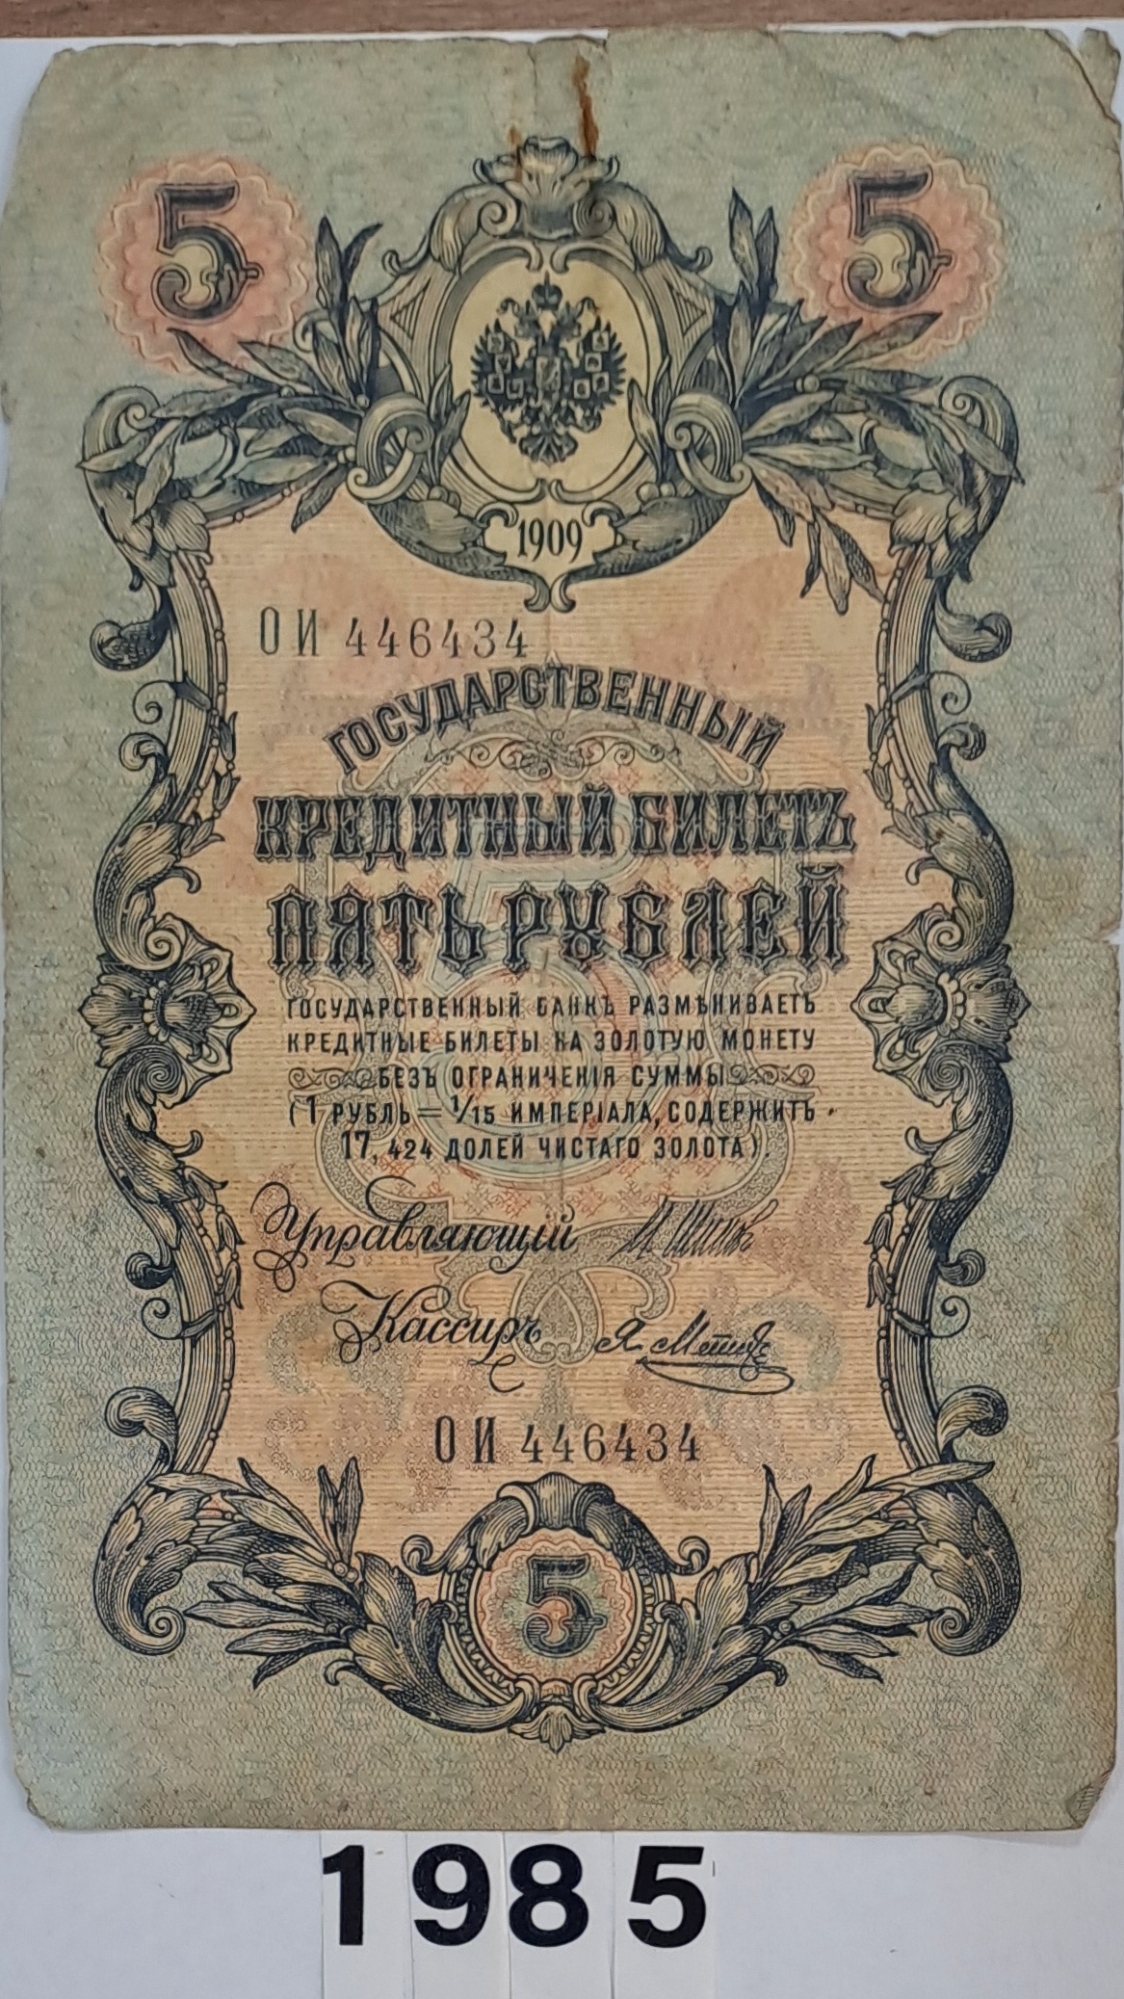 5 5
1909
ОИ 446434
ГОСУДАРСТВЕННЫЙ
КРЕДИТНЫЙ БИЛЕТЪ
ПЯТЬ РУБЛЕЙ
ГОСУДАРСТВЕННЫЙ БАНКЪ РАЗМѢНИВАЕТЪ
КРЕДИТНЫЕ БИЛЕТЫ НА ЗОЛОТУЮ МОНЕТУ
БЕЗЪ ОГРАНИЧЕНІЯ СУММЫ
(1 РУБЛЬ = 1/15 ИМПЕРІАЛА, СОДЕРЖИТЪ
17,424 ДОЛЕЙ ЧИСТАГО ЗОЛОТА).
Управляющій И. Шипов
Кассиръ Я. Метц
ОИ 446434
5
1985